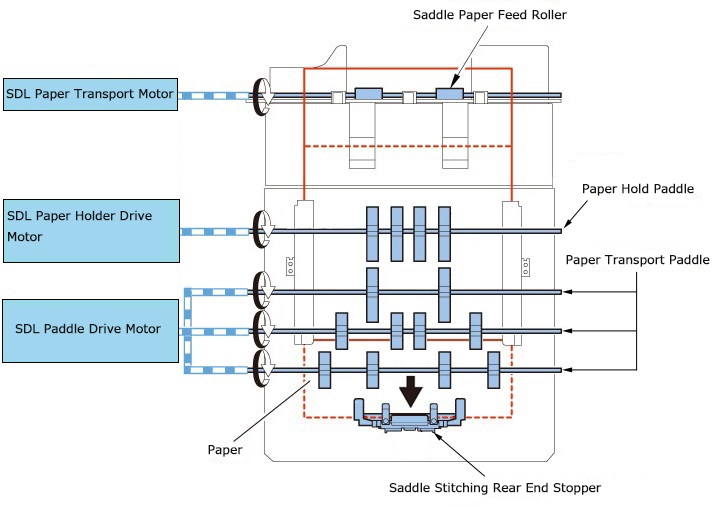 Saddle Paper Feed Roller
SDL Paper Transport Motor
Paper Hold Paddle
SDL Paper Holder Drive
Motor
Paper Transport Paddle
SDL Paddle Drive Motor
Paper
Saddle Stitching Rear End Stopper